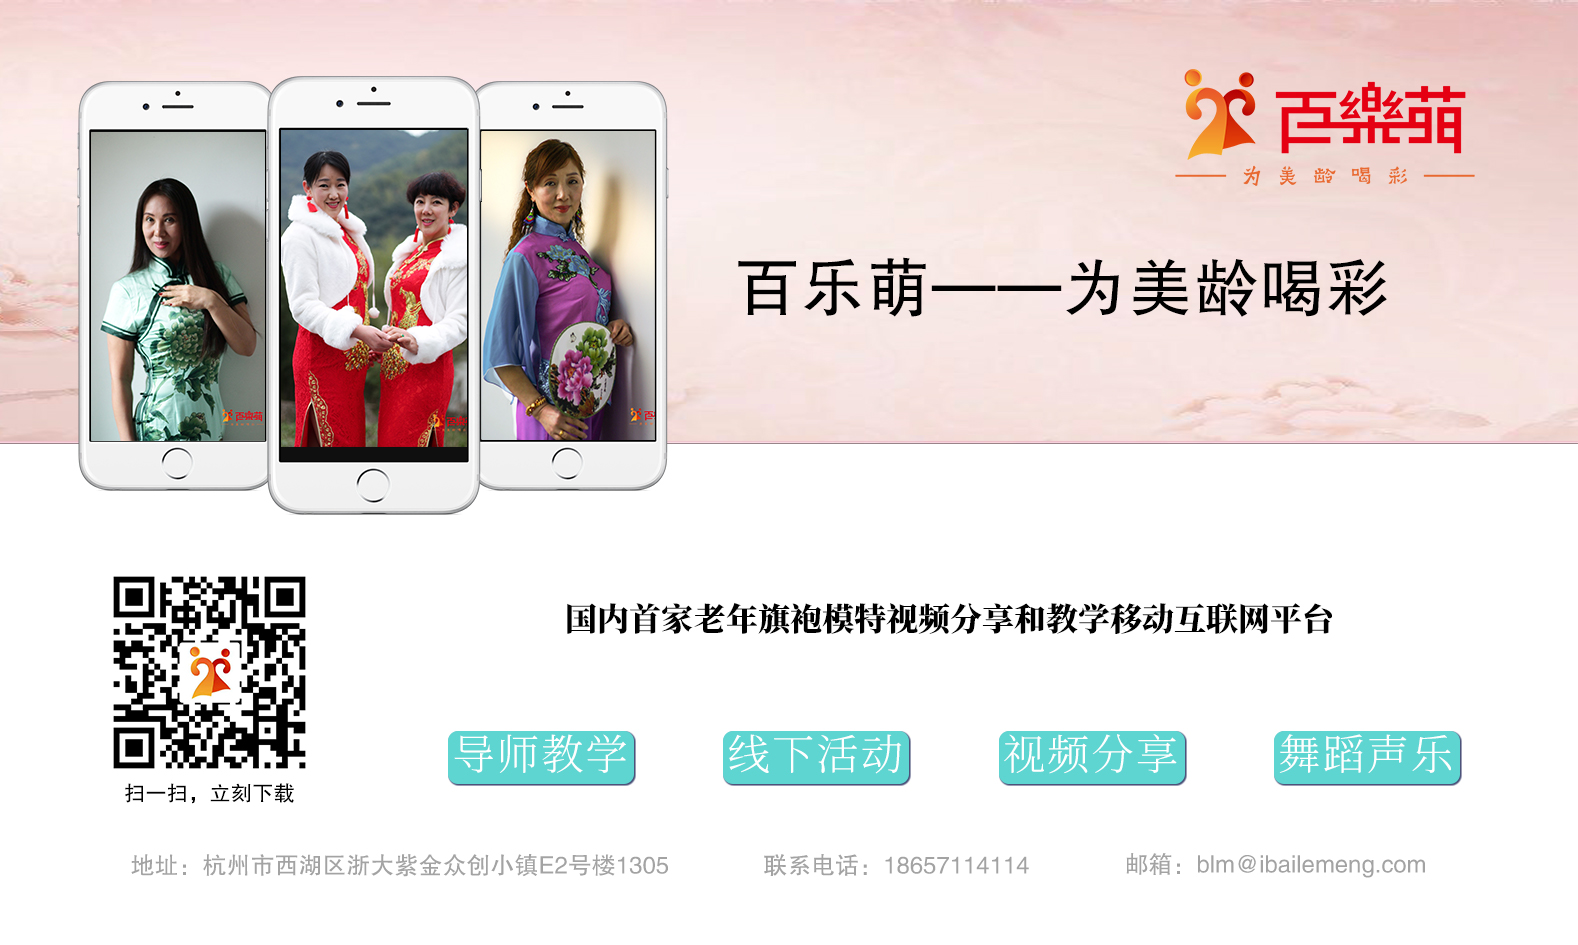 百樂萌
为美龄喝彩
百乐萌——为美龄喝彩
百樂萌
国内首家老年旗袍模特视频分享和教学移动互联网平台
导师教学
线下活动
视频分享
舞蹈声乐
扫一扫，立刻下载
地址：杭州市西湖区浙大紫金众创小镇E2号楼1305
联系电话：18657114114
邮箱：blm@ibailemeng.com